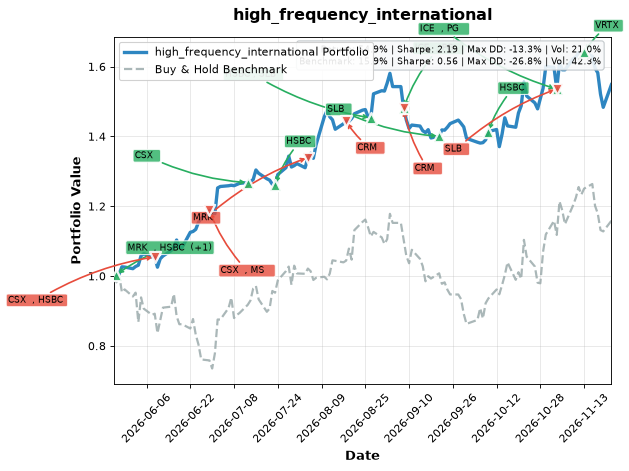 high_frequency_international
ICE , PG
VRTX
high_frequency_international Portfolio
Buy & Hold Benchmark
9% | Sharpe: 2.19 | Max DD: -13.3% | Vol: 21.0%
9% | Sharpe: 0.56 | Max DD: -26.8% | Vol: 42.3%
HSBC
SLB
CSX
HSBC
CRM
SLB
CRM
MRK
MRK , HSBC (+1)
CSX , MS
CSX , HSBC
Portfolio Value
1.6
1.4
1.2
1.0
0.8
2026-06-06
2026-06-22
2026-07-08
2026-07-24
2026-08-09
2026-08-25
2026-09-10
2026-09-26
2026-10-12
2026-10-28
2026-11-13
Date